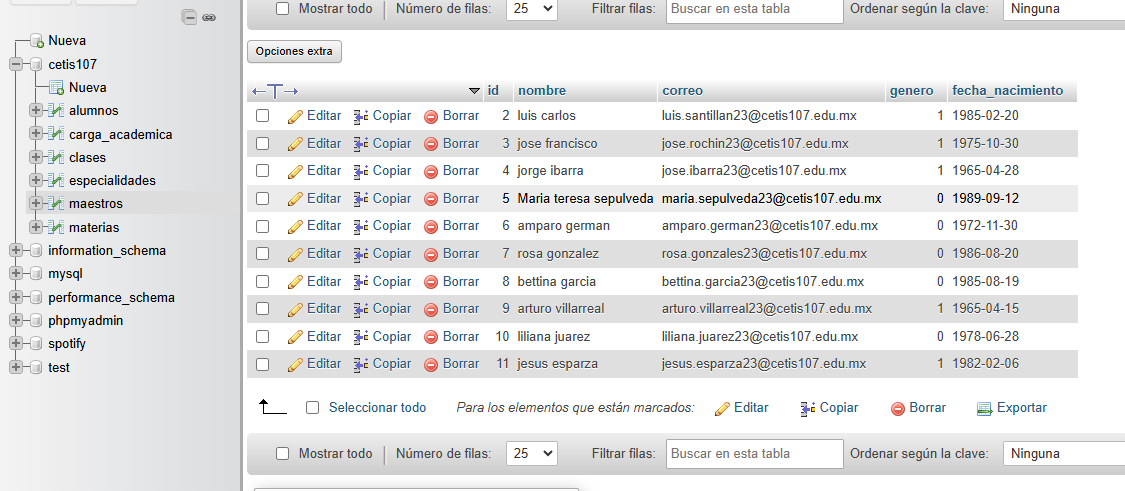 Mostrar todo Número de filas: 25 Filtrar filas: Buscar en esta tabla Ordenar según la clave: Ninguna
Opciones extra
Nueva
cetis107
Nueva
alumnos
carga_academica
clases
especialidades
maestros
materias
information_schema
mysql
performance_schema
phpmyadmin
spotify
test
id nombre correo genero fecha_nacimiento
Editar Copiar Borrar 2 luis carlos luis.santillan23@cetis107.edu.mx 1 1985-02-20
Editar Copiar Borrar 3 jose francisco jose.rochin23@cetis107.edu.mx 1 1975-10-30
Editar Copiar Borrar 4 jorge ibarra jose.ibarra23@cetis107.edu.mx 1 1965-04-28
Editar Copiar Borrar 5 Maria teresa sepulveda maria.sepulveda23@cetis107.edu.mx 0 1989-09-12
Editar Copiar Borrar 6 amparo german amparo.german23@cetis107.edu.mx 0 1972-11-30
Editar Copiar Borrar 7 rosa gonzalez rosa.gonzales23@cetis107.edu.mx 0 1986-08-20
Editar Copiar Borrar 8 bettina garcia bettina.garcia23@cetis107.edu.mx 0 1985-08-19
Editar Copiar Borrar 9 arturo villarreal arturo.villarreal23@cetis107.edu.mx 1 1965-04-15
Editar Copiar Borrar 10 liliana juarez liliana.juarez23@cetis107.edu.mx 0 1978-06-28
Editar Copiar Borrar 11 jesus esparza jesus.esparza23@cetis107.edu.mx 1 1982-02-06
Seleccionar todo Para los elementos que están marcados: Editar Copiar Borrar Exportar
Mostrar todo Número de filas: 25 Filtrar filas: Buscar en esta tabla Ordenar según la clave: Ninguna